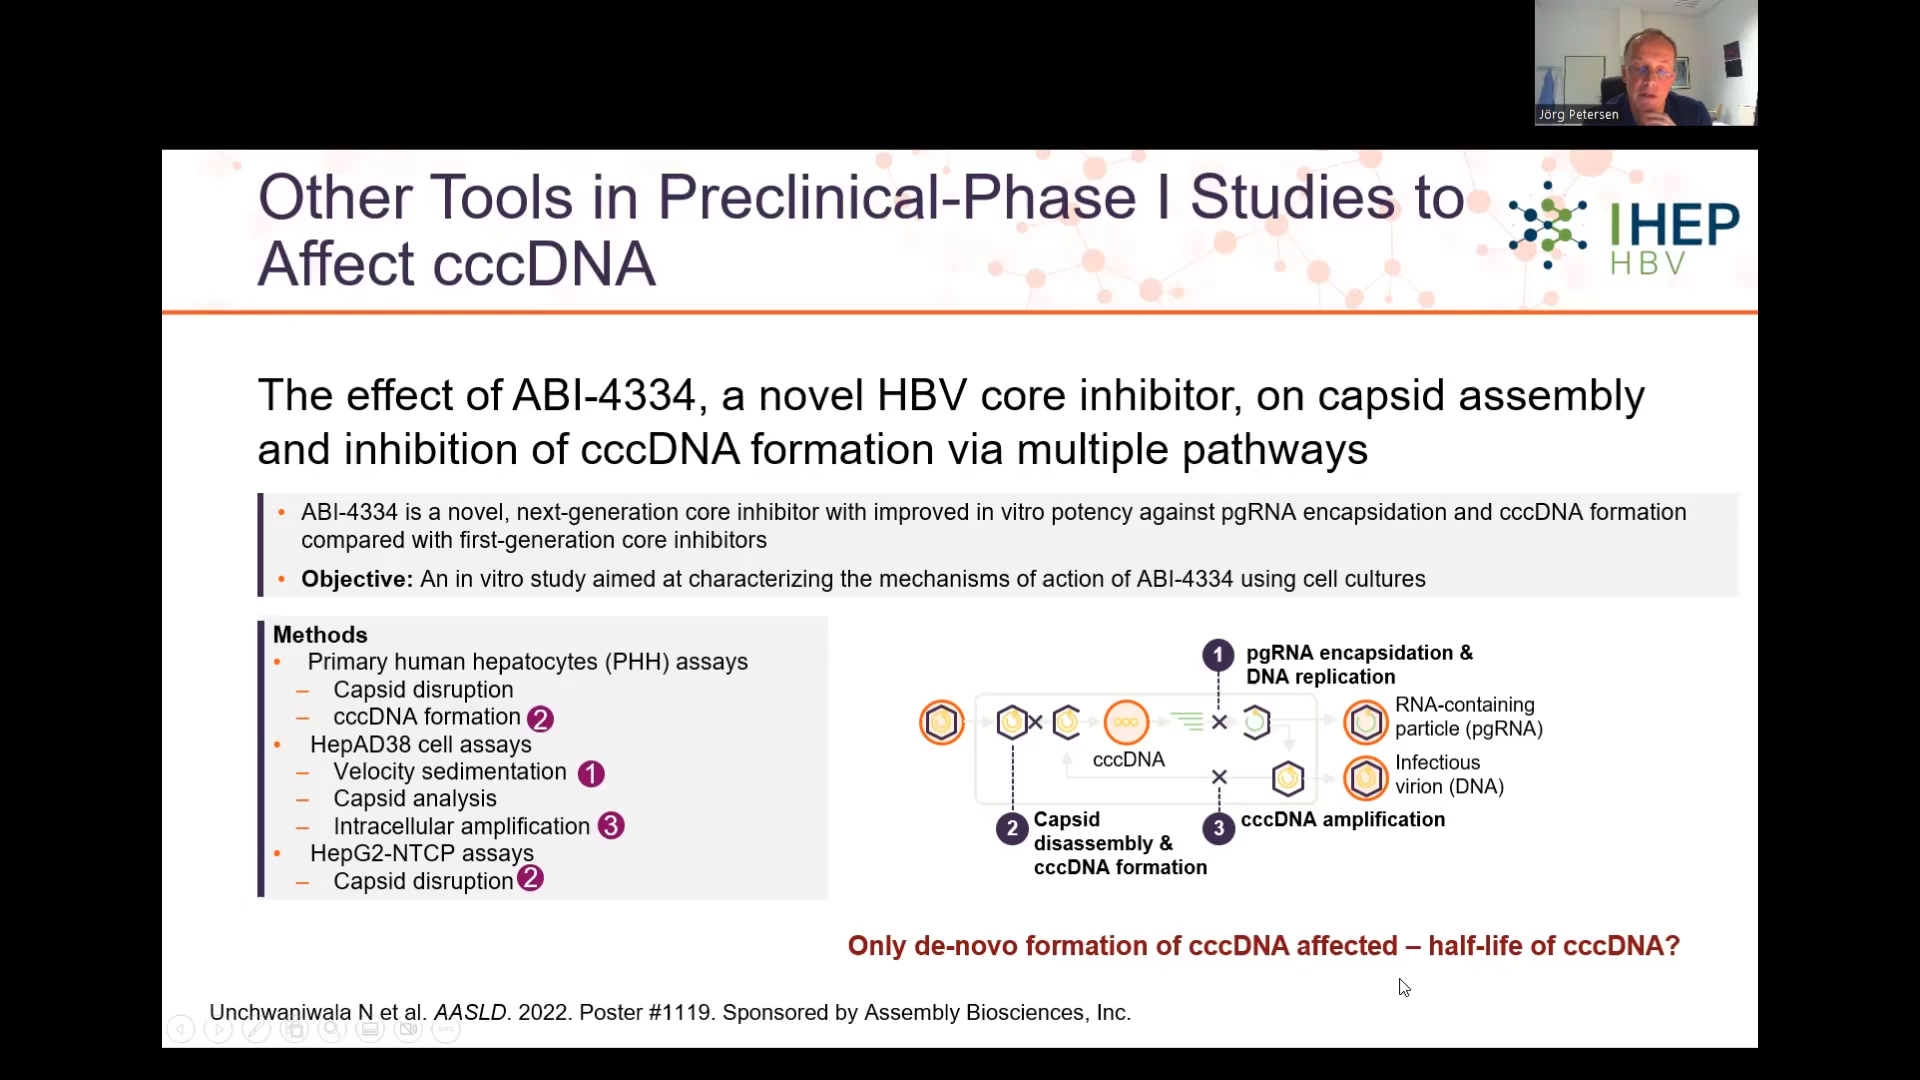 Jörg Petersen
Other Tools in Preclinical-Phase I Studies to
Affect cccDNA
IHEP
HBV
The effect of ABI-4334, a novel HBV core inhibitor, on capsid assembly
and inhibition of cccDNA formation via multiple pathways
• ABI-4334 is a novel, next-generation core inhibitor with improved in vitro potency against pgRNA encapsidation and cccDNA formation
compared with first-generation core inhibitors
• Objective: An in vitro study aimed at characterizing the mechanisms of action of ABI-4334 using cell cultures
Methods
• Primary human hepatocytes (PHH) assays
– Capsid disruption
– cccDNA formation 2
• HepAD38 cell assays
– Velocity sedimentation 1
– Capsid analysis
– Intracellular amplification 3
• HepG2-NTCP assays
– Capsid disruption 2
1 pgRNA encapsidation &
DNA replication
RNA-containing
particle (pgRNA)
cccDNA
Infectious
virion (DNA)
2 Capsid
disassembly &
cccDNA formation
3 cccDNA amplification
Only de-novo formation of cccDNA affected – half-life of cccDNA?
Unchwaniwala N et al. AASLD. 2022. Poster #1119. Sponsored by Assembly Biosciences, Inc.